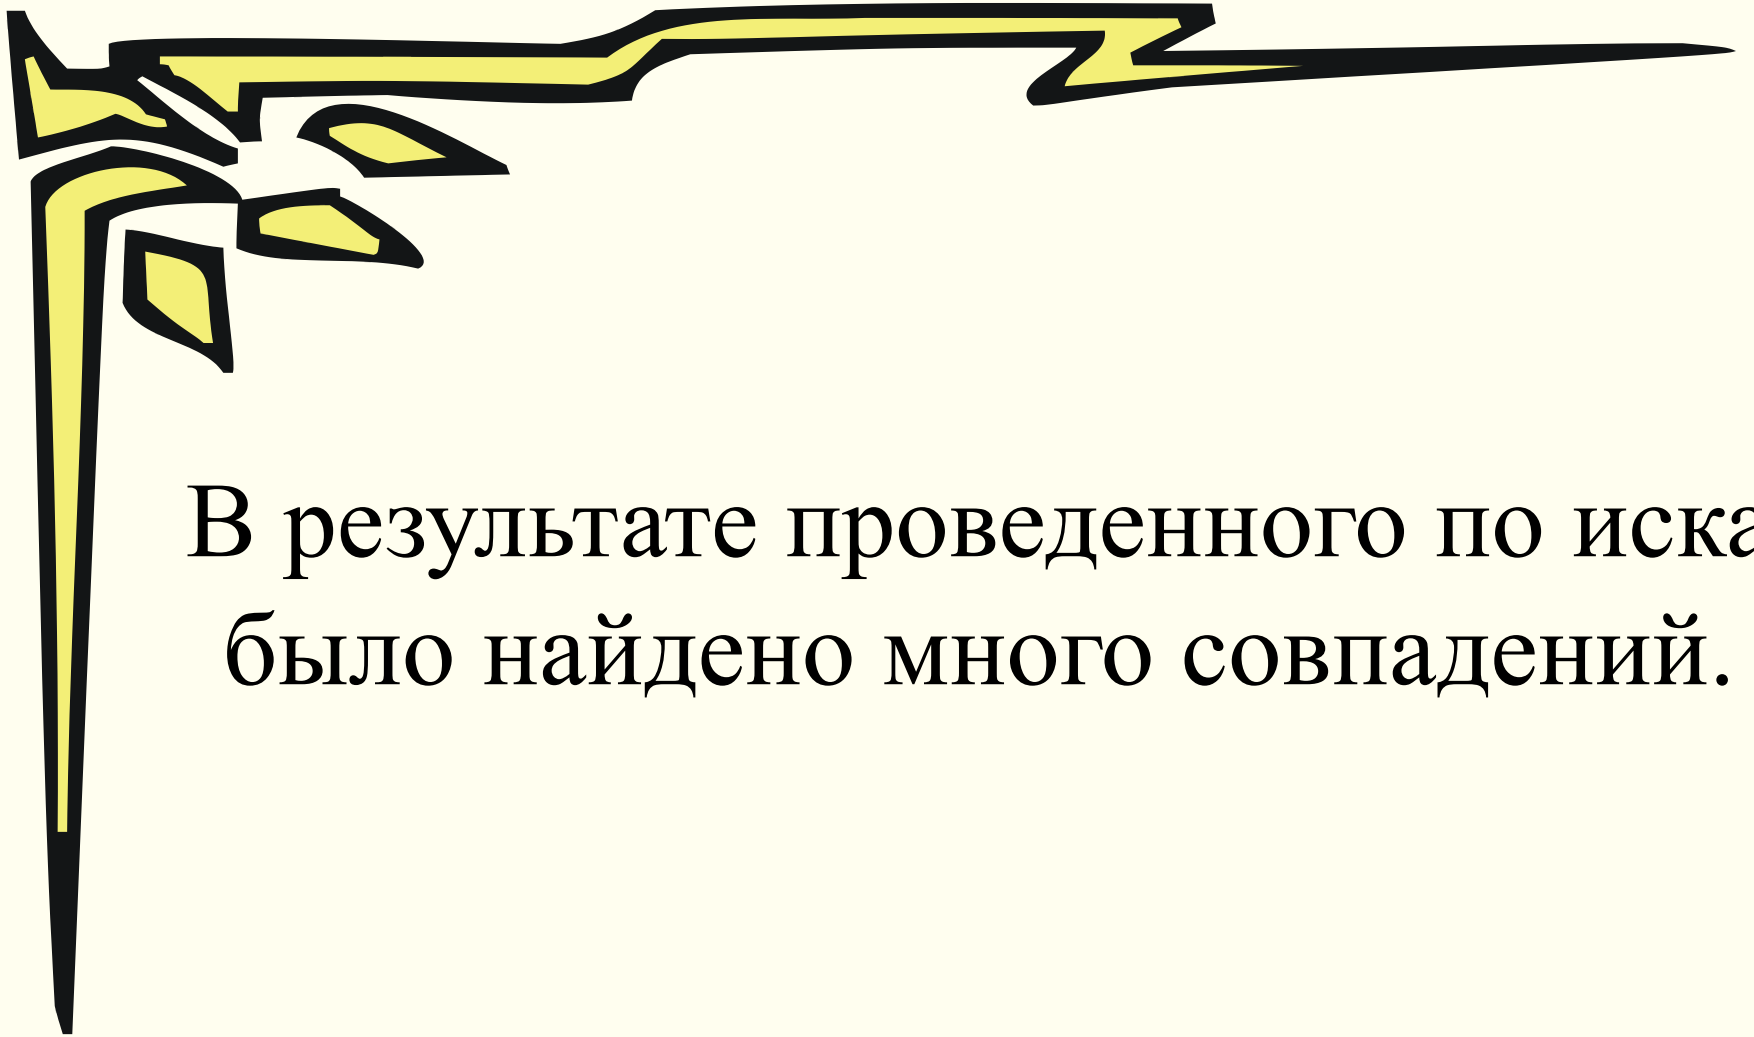 В результате проведенного по иска
было найдено много совпадений.